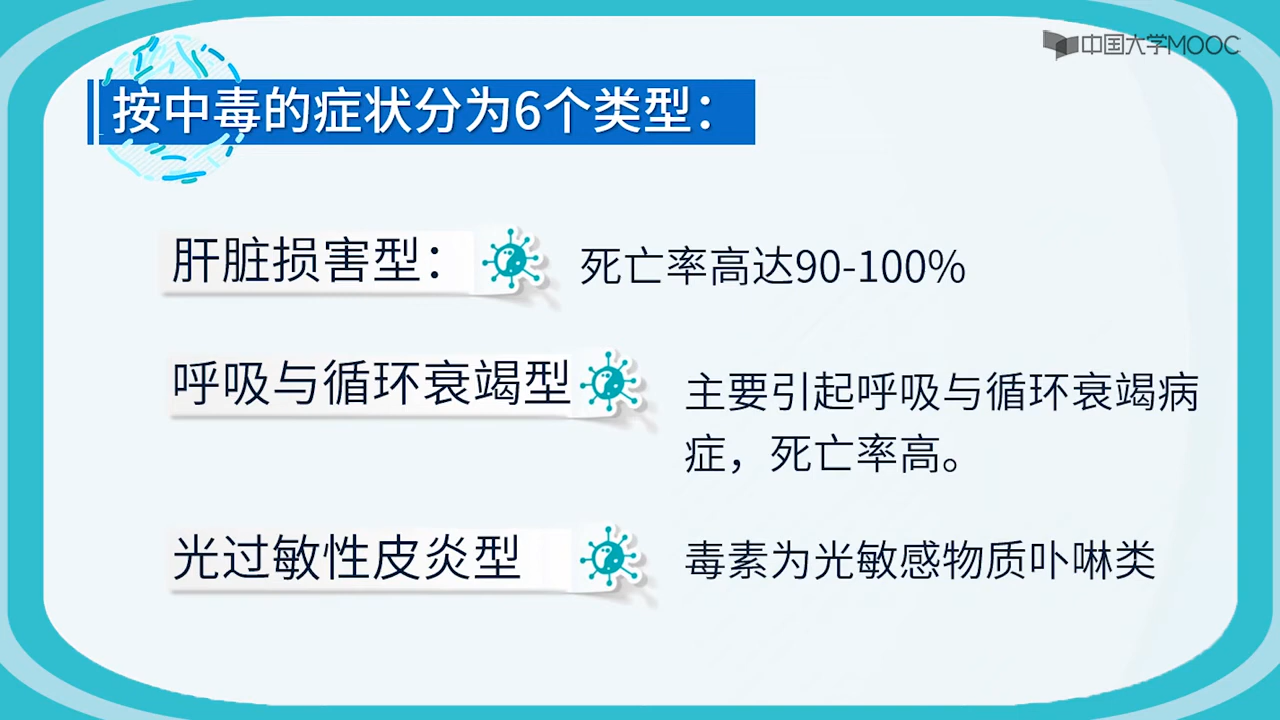 中国大学MOOC
按中毒的症状分为6个类型：
肝脏损害型：
死亡率高达90-100%
呼吸与循环衰竭型
主要引起呼吸与循环衰竭病
症，死亡率高。
光过敏性皮炎型
毒素为光敏感物质卟啉类